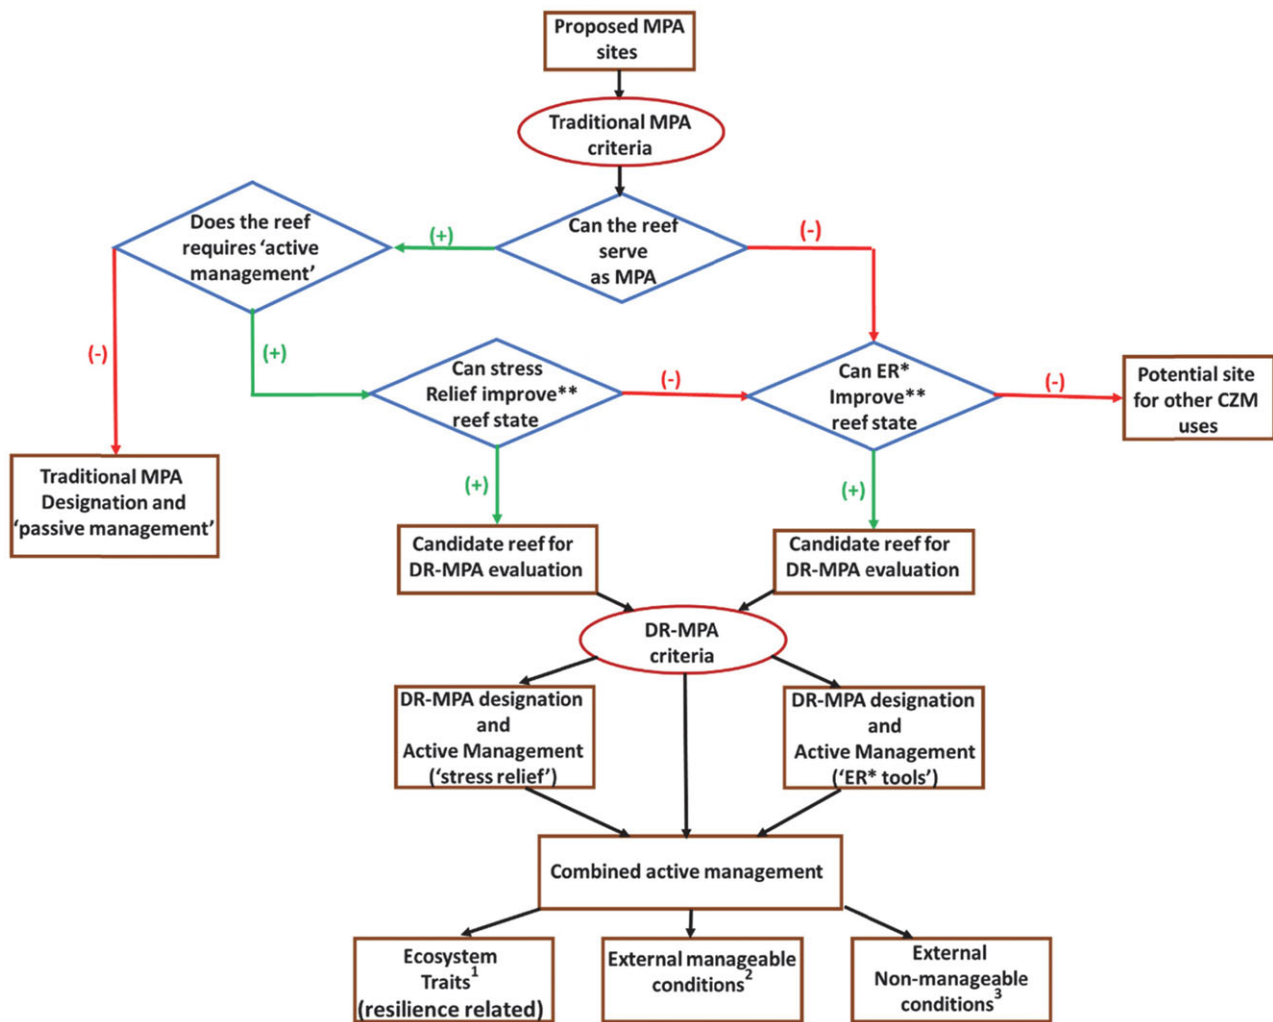 Proposed MPA
sites
Traditional MPA
criteria
Does the reef
requires ‘active
management’
(+)
Can the reef
serve
as MPA
(-)
(-)
(+)
Can stress
Relief improve**
reef state
(-)
Can ER*
Improve**
reef state
(-)
Potential site
for other CZM
uses
Traditional MPA
Designation and
‘passive management’
(+)
(+)
Candidate reef for
DR-MPA evaluation
Candidate reef for
DR-MPA evaluation
DR-MPA
criteria
DR-MPA designation
and
Active Management
(‘stress relief’)
DR-MPA designation
and
Active Management
(‘ER* tools’)
Combined active management
Ecosystem
Traits1
(resilience related)
External manageable
conditions2
External
Non-manageable
conditions3